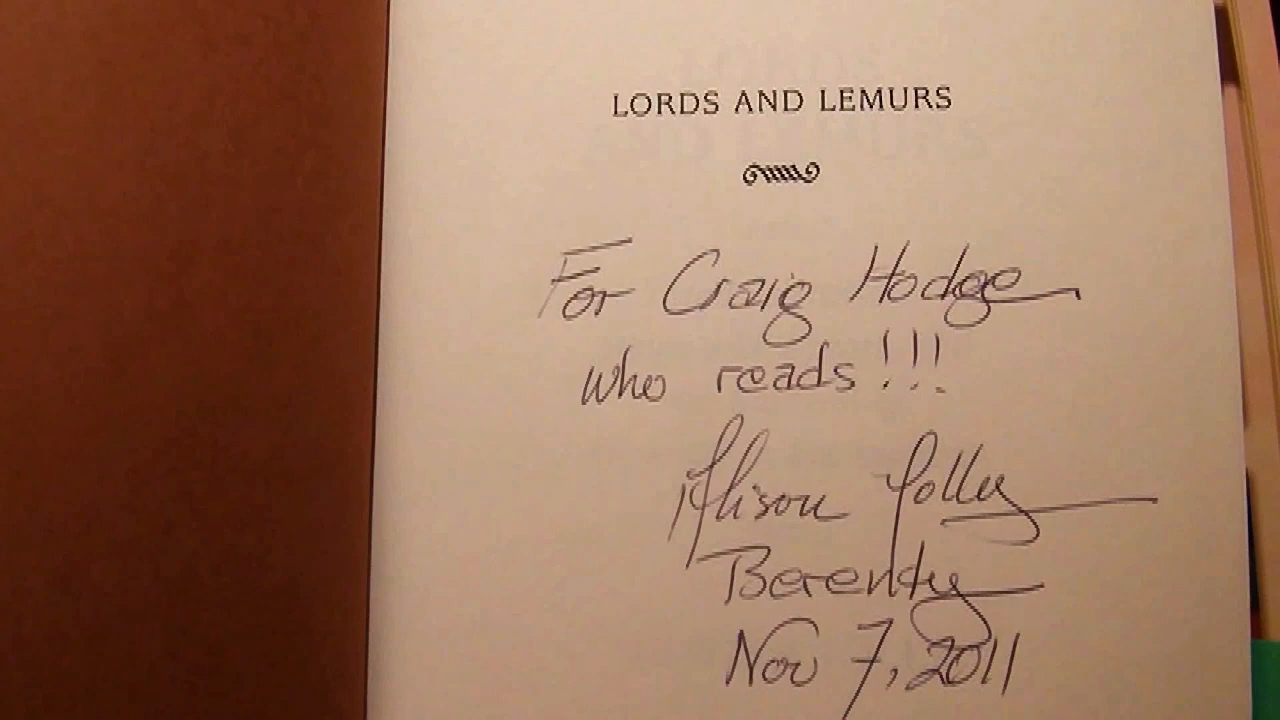 LORDS AND LEMURS
For Craig Hodge
who reads !!!
Alison Jolly
Berenty
Nov 7, 2011